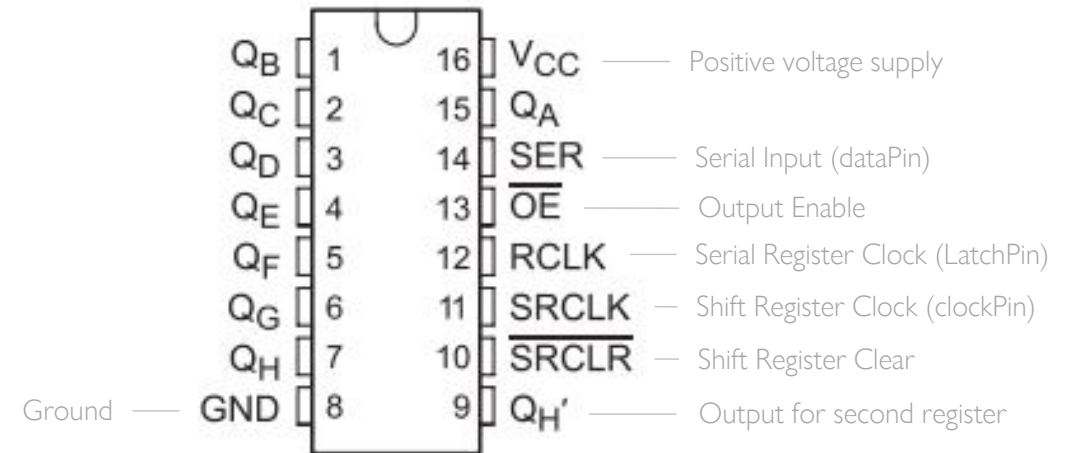 QB 1 16 VCC Positive voltage supply
QC 2 15 QA
QD 3 14 SER Serial Input (dataPin)
QE 4 13 OE Output Enable
QF 5 12 RCLK Serial Register Clock (LatchPin)
QG 6 11 SRCLK Shift Register Clock (clockPin)
QH 7 10 SRCLR Shift Register Clear
Ground GND 8 9 QH′ Output for second register